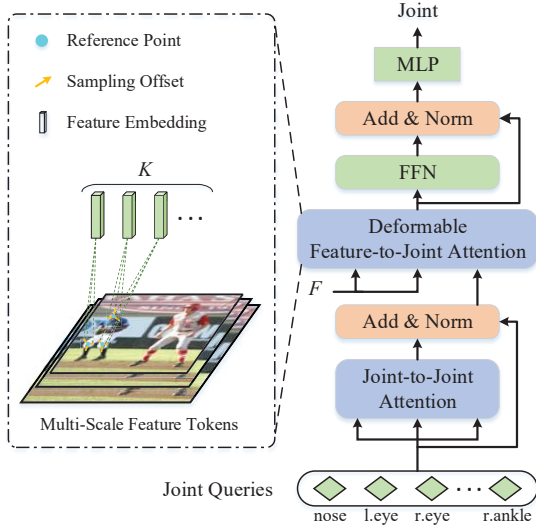 Reference Point
Sampling Offset
Feature Embedding
K
...
Multi-Scale Feature Tokens
Joint
MLP
Add & Norm
FFN
Deformable
Feature-to-Joint Attention
F
Add & Norm
Joint-to-Joint
Attention
Joint Queries
...
nose l.eye r.eye r.ankle